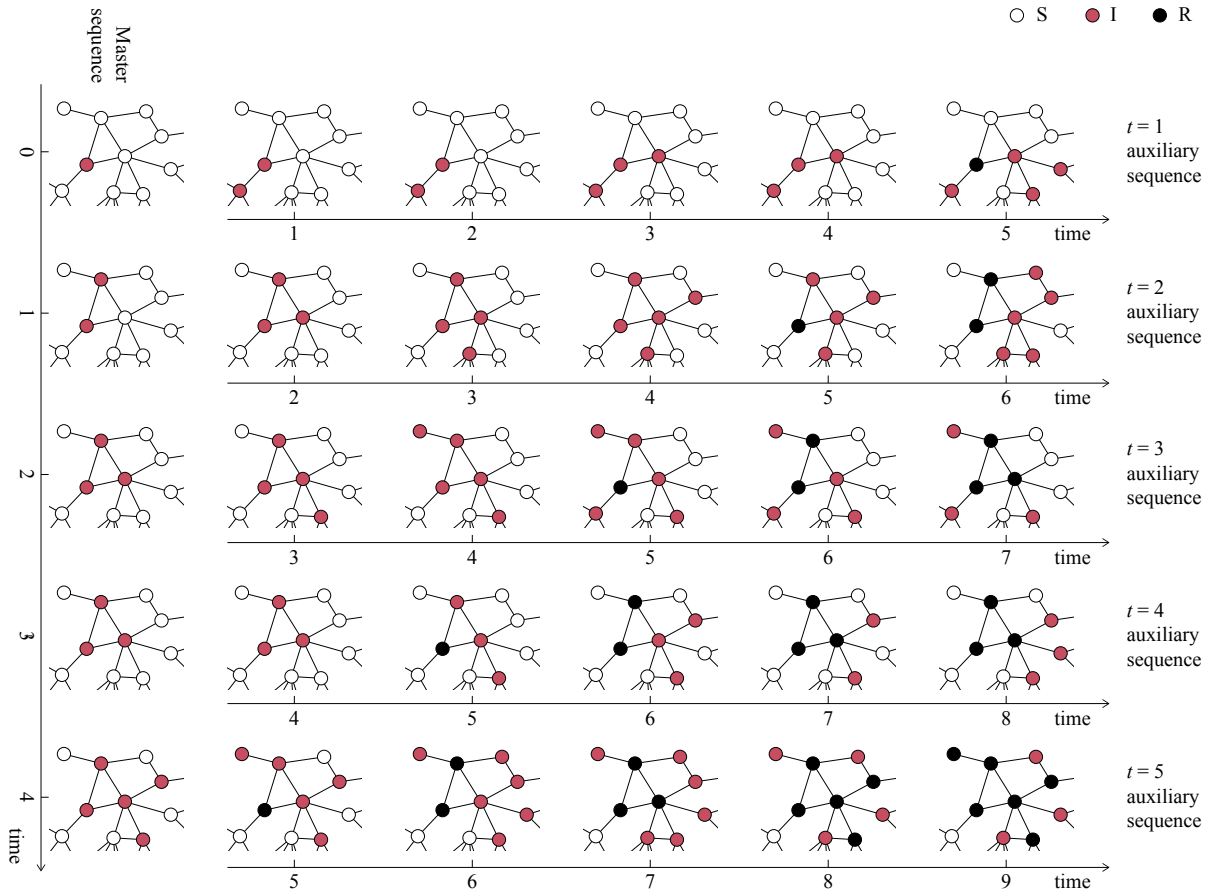 S I R
Master
sequence
0
t = 1
auxiliary
sequence
1 2 3 4 5 time
1
t = 2
auxiliary
sequence
2 3 4 5 6 time
2
t = 3
auxiliary
sequence
3 4 5 6 7 time
3
t = 4
auxiliary
sequence
4 5 6 7 8 time
4
t = 5
auxiliary
sequence
time
5 6 7 8 9 time